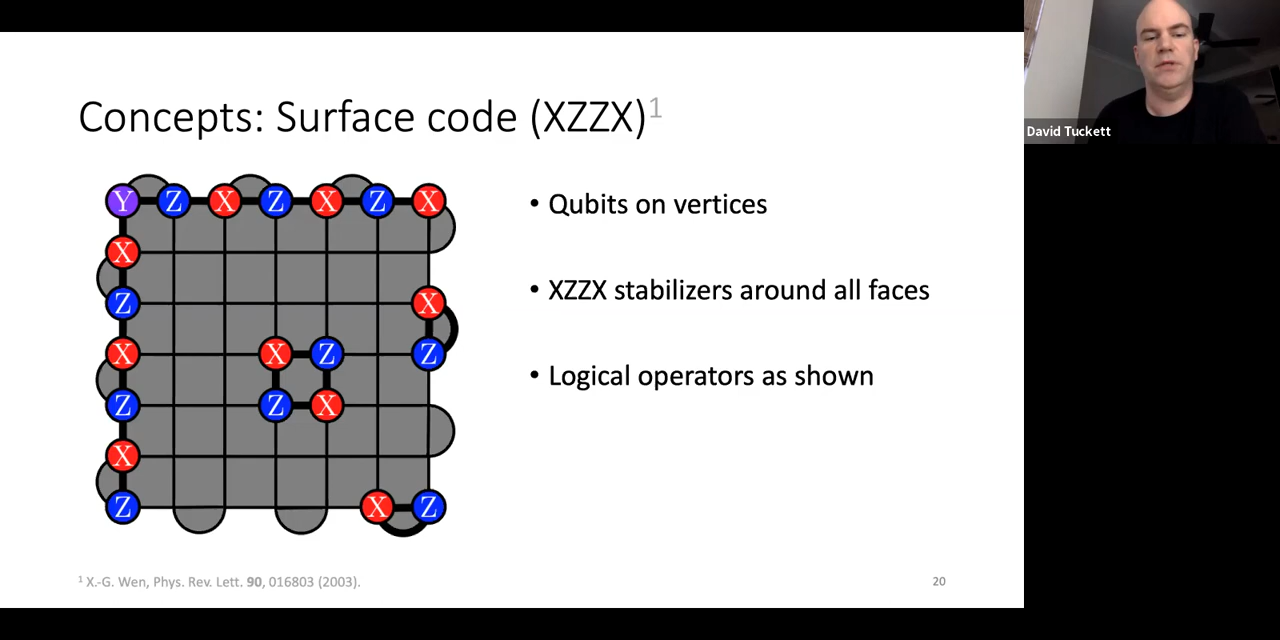 Concepts: Surface code (XZZX)1
David Tuckett
Y Z X Z X Z X
• Qubits on vertices
X
• XZZX stabilizers around all faces
Z X
X X Z Z
• Logical operators as shown
Z Z X
X
Z X Z
1 X.-G. Wen, Phys. Rev. Lett. 90, 016803 (2003).
20